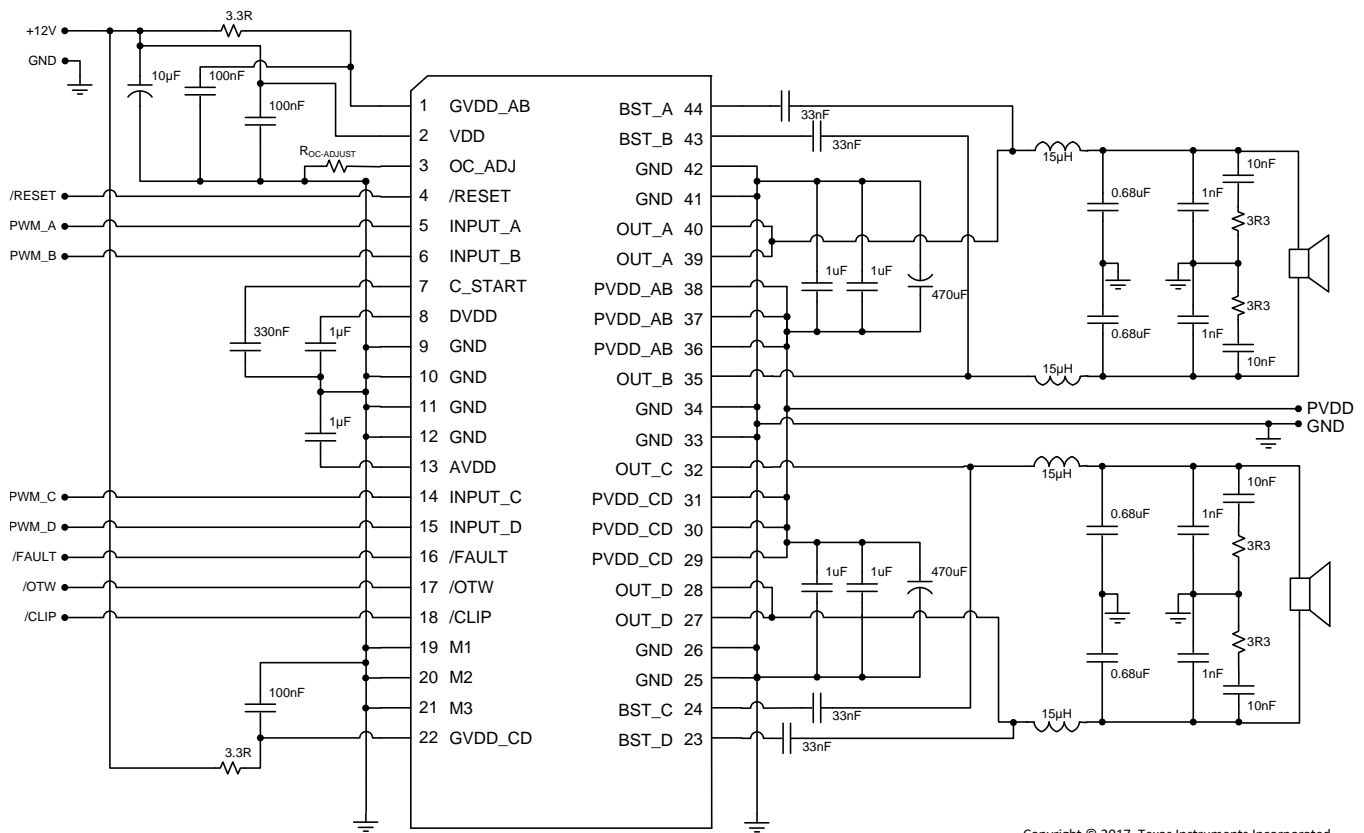 +12V
3.3R
GND
10µF
100nF
100nF
R_OC-ADJUST
/RESET
PWM_A
PWM_B
330nF
1µF
1µF
PWM_C
PWM_D
/FAULT
/OTW
/CLIP
100nF
3.3R
1 GVDD_AB
2 VDD
3 OC_ADJ
4 /RESET
5 INPUT_A
6 INPUT_B
7 C_START
8 DVDD
9 GND
10 GND
11 GND
12 GND
13 AVDD
14 INPUT_C
15 INPUT_D
16 /FAULT
17 /OTW
18 /CLIP
19 M1
20 M2
21 M3
22 GVDD_CD
BST_A 44
BST_B 43
GND 42
GND 41
OUT_A 40
OUT_A 39
PVDD_AB 38
PVDD_AB 37
PVDD_AB 36
OUT_B 35
GND 34
GND 33
OUT_C 32
PVDD_CD 31
PVDD_CD 30
PVDD_CD 29
OUT_D 28
OUT_D 27
GND 26
GND 25
BST_C 24
BST_D 23
33nF
33nF
15µH
10nF
0.68uF
1nF
3R3
1uF
1uF
470uF
3R3
0.68uF
1nF
10nF
15µH
PVDD
GND
15µH
10nF
0.68uF
1nF
3R3
1uF
1uF
470uF
3R3
0.68uF
1nF
10nF
15µH
33nF
33nF
Copyright © 2017, Texas Instruments Incorporated